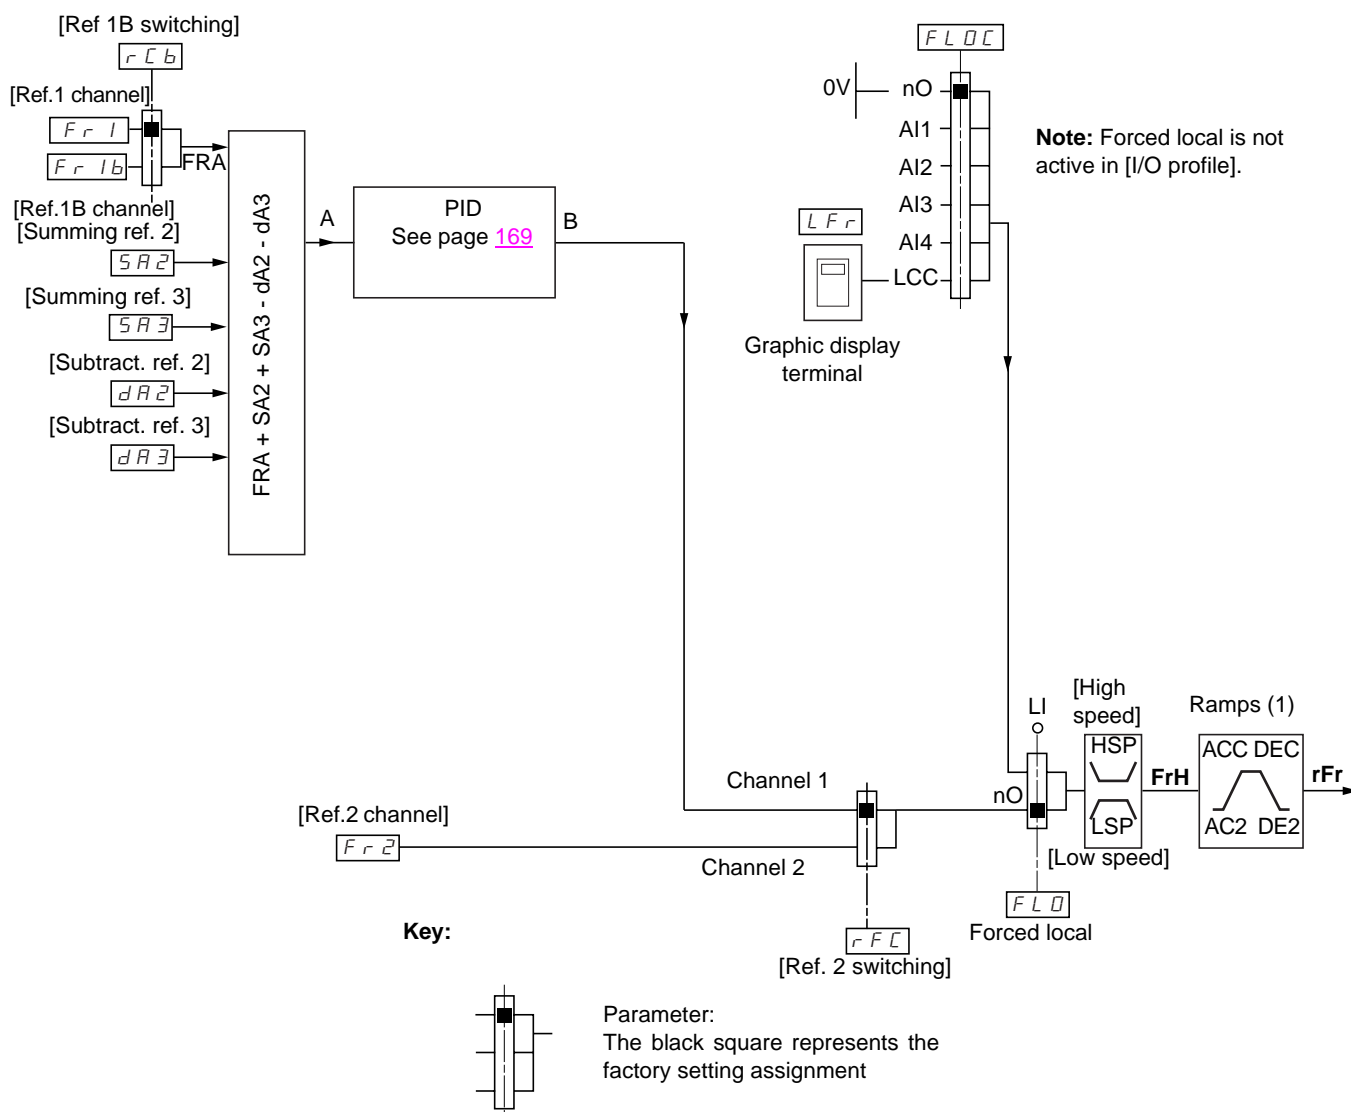 [Ref 1B switching]
rCb
[Ref.1 channel]
Fr1
Fr1b
FRA
[Ref.1B channel]
[Summing ref. 2]
SA2
[Summing ref. 3]
SA3
[Subtract. ref. 2]
dA2
[Subtract. ref. 3]
dA3
FRA + SA2 + SA3 - dA2 - dA3
A
PID
See page 169
B
FLOC
0V
nO
AI1
AI2
AI3
AI4
LCC
LFr
Graphic display
terminal
Note: Forced local is not
active in [I/O profile].
[Ref.2 channel]
Fr2
Channel 1
Channel 2
rFC
[Ref. 2 switching]
LI
nO
FLO
Forced local
[High
speed]
HSP
LSP
[Low speed]
FrH
Ramps (1)
ACC DEC
AC2 DE2
rFr
Key:
Parameter:
The black square represents the
factory setting assignment